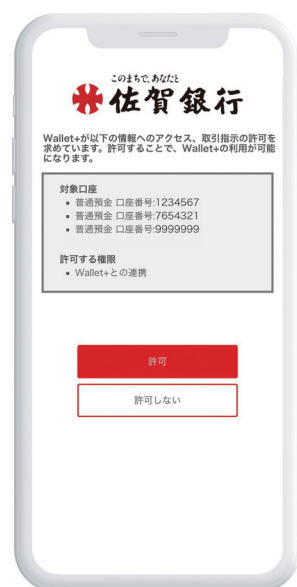 このまちで、あなたと
佐賀銀行
Wallet+が以下の情報へのアクセス、取引指示の許可を
求めています。許可することで、Wallet+の利用が可能
になります。
対象口座
• 普通預金 口座番号:1234567
• 普通預金 口座番号:7654321
• 普通預金 口座番号:9999999
許可する権限
• Wallet+との連携
許可
許可しない